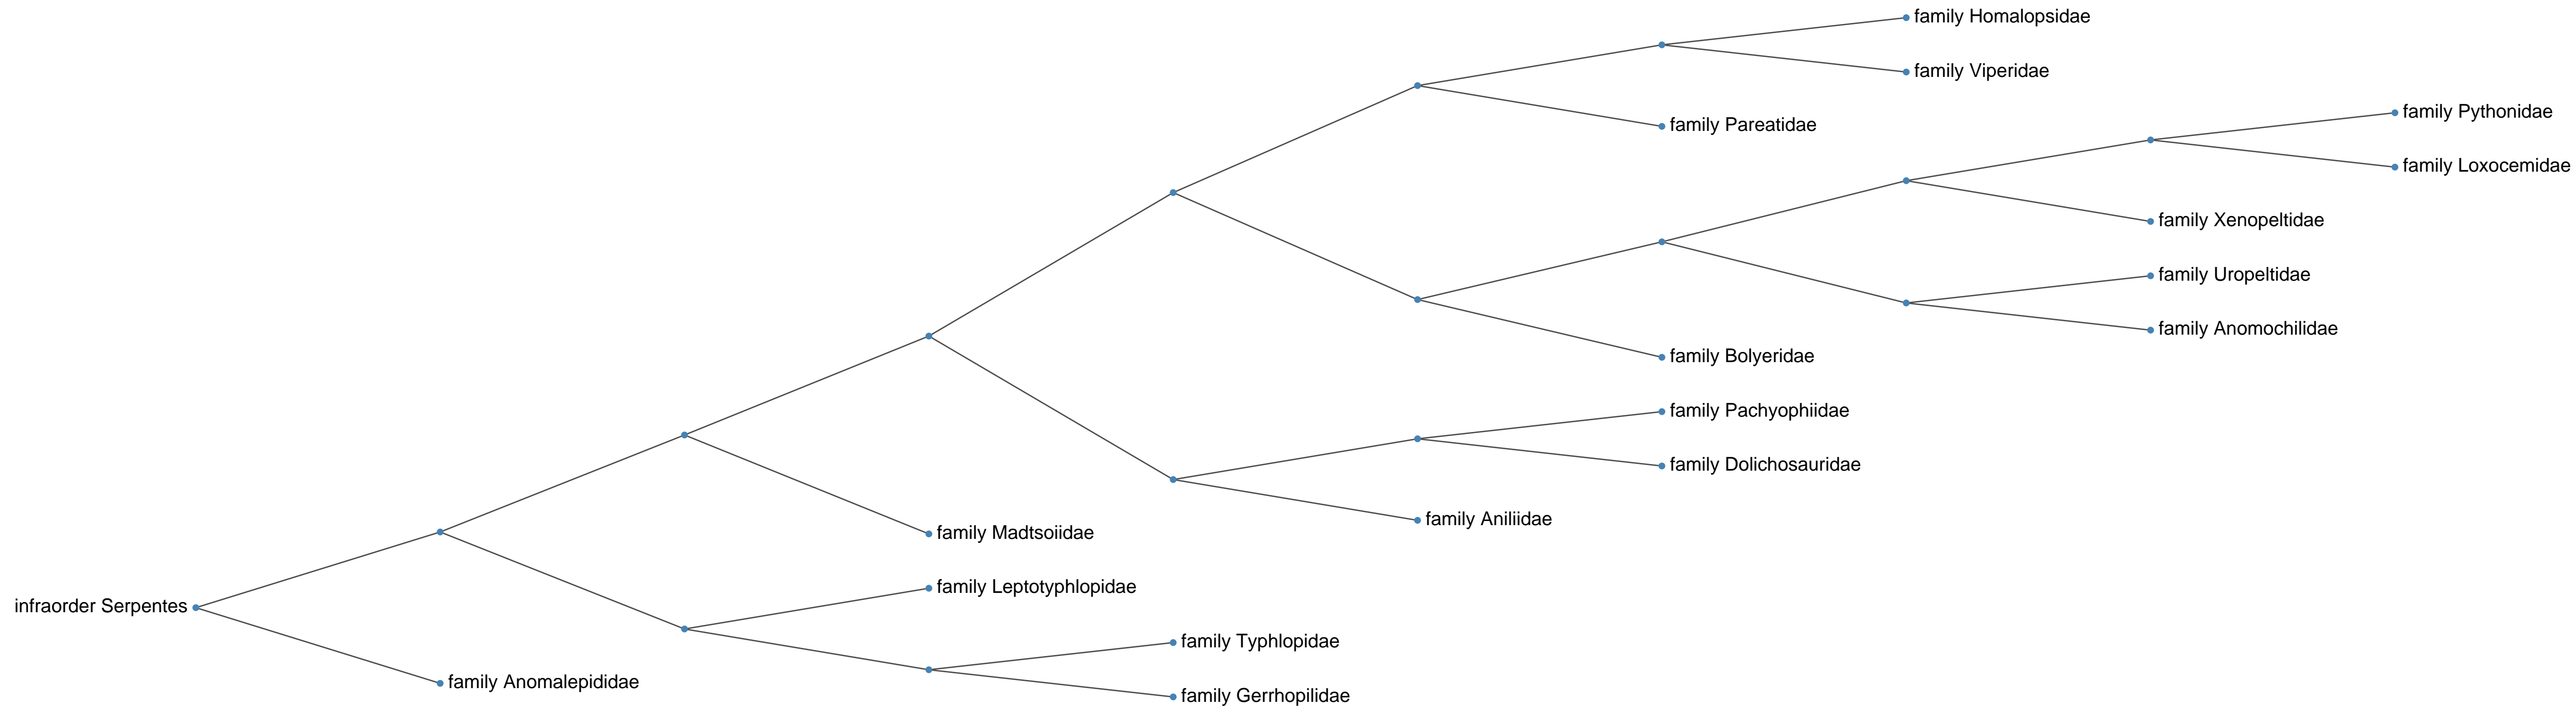 family Homalopsidae
family Viperidae
family Pythonidae
family Pareatidae
family Loxocemidae
family Xenopeltidae
family Uropeltidae
family Anomochilidae
family Bolyeridae
family Pachyophiidae
family Dolichosauridae
family Aniliidae
family Madtsoiidae
family Leptotyphlopidae
infraorder Serpentes
family Typhlopidae
family Anomalepididae
family Gerrhopilidae